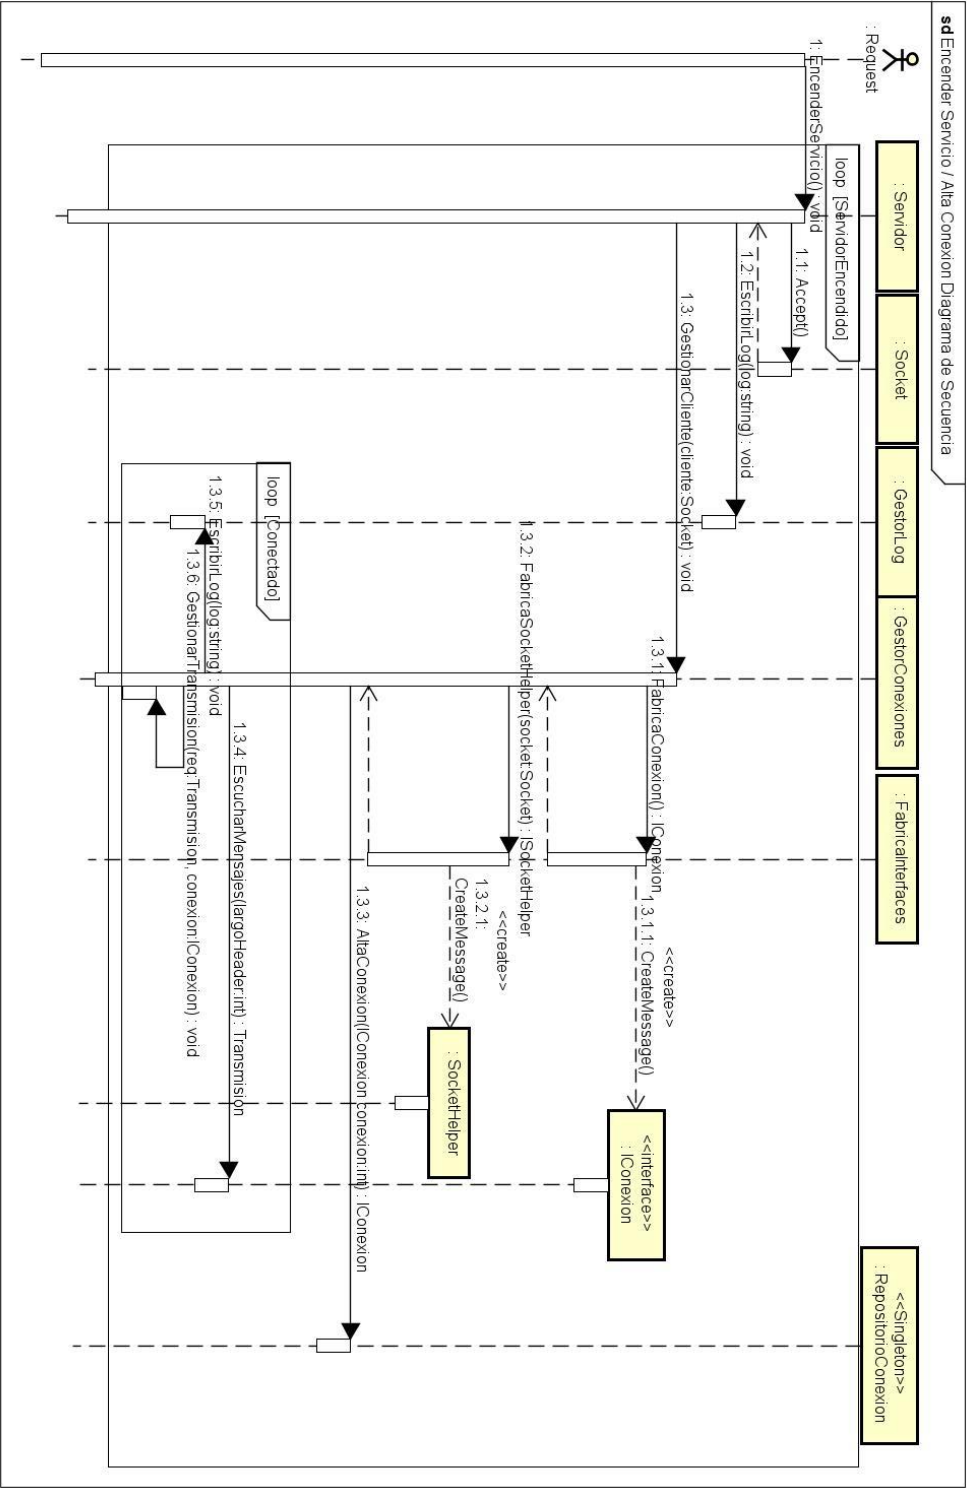 sd Encender Servicio / Alta Conexion Diagrama de Secuencia
: Request
: Servidor
: Socket
: GestorLog
: GestorConexiones
: FabricaInterfaces
<<Singleton>>
: RepositorioConexion
1: EncenderServicio() : void
loop [ServidorEncendido]
1.1: Accept()
1.2: EscribirLog(log:string) : void
1.3: GestionarCliente(cliente:Socket) : void
1.3.1: FabricaConexion() : IConexion
<<create>>
1.3.1.1: CreateMessage()
<<interface>>
: IConexion
1.3.2: FabricaSocketHelper(socket:Socket) : ISocketHelper
<<create>>
1.3.2.1:
CreateMessage()
: SocketHelper
1.3.3: AltaConexion(IConexion conexion:int) : IConexion
loop [Conectado]
1.3.4: EscucharMensajes(largoHeader:int) : Transmision
1.3.5: EscribirLog(log:string) : void
1.3.6: GestionarTransmision(req:Transmision, conexion:IConexion) : void